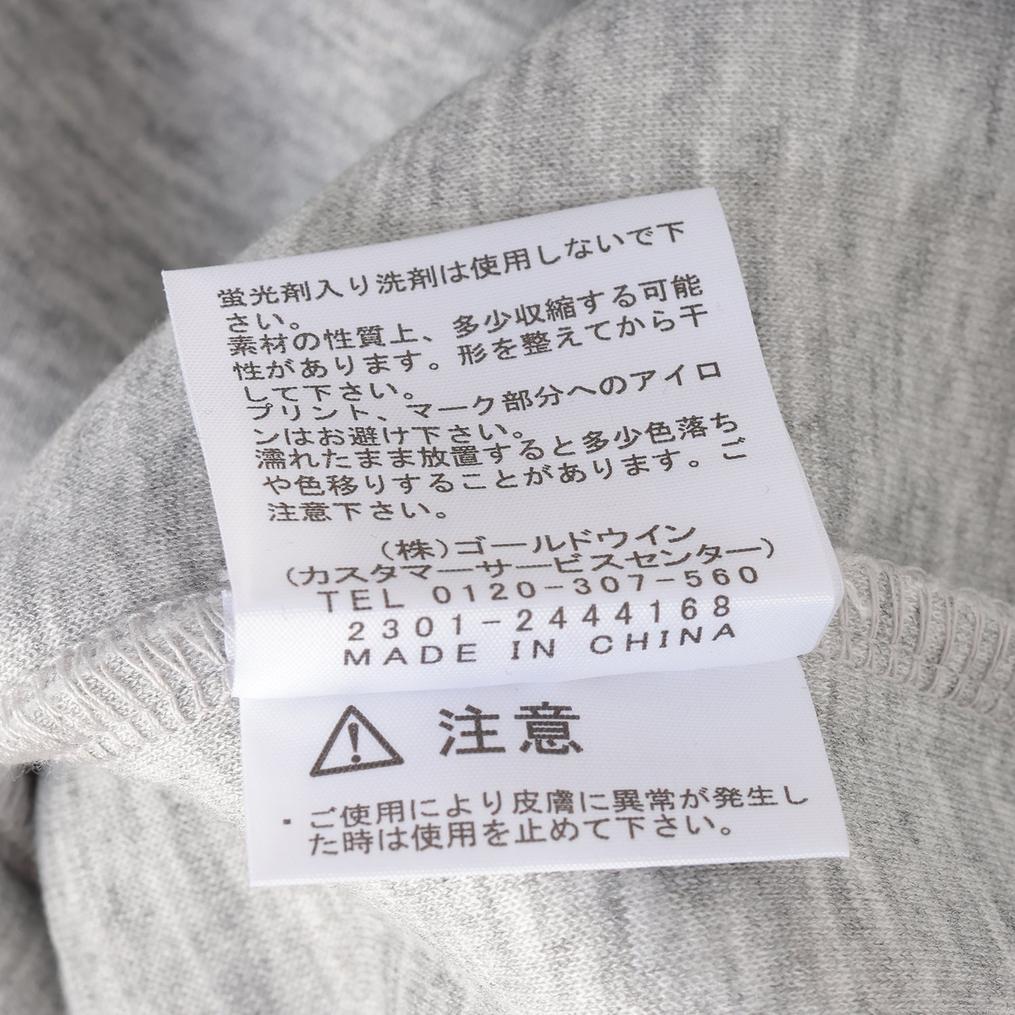 蛍光剤入り洗剤は使用しないで下
さい。
素材の性質上、多少収縮する可能
性があります。形を整えてから干
して下さい。
プリント、マーク部分へのアイロ
ンはお避け下さい。
濡れたまま放置すると多少色落ち
や色移りすることがあります。ご
注意下さい。
(株)ゴールドウイン
(カスタマーサービスセンター)
TEL 0120-307-560
2301-2444168
MADE IN CHINA
注意
・ご使用により皮膚に異常が発生し
た時は使用を止めて下さい。